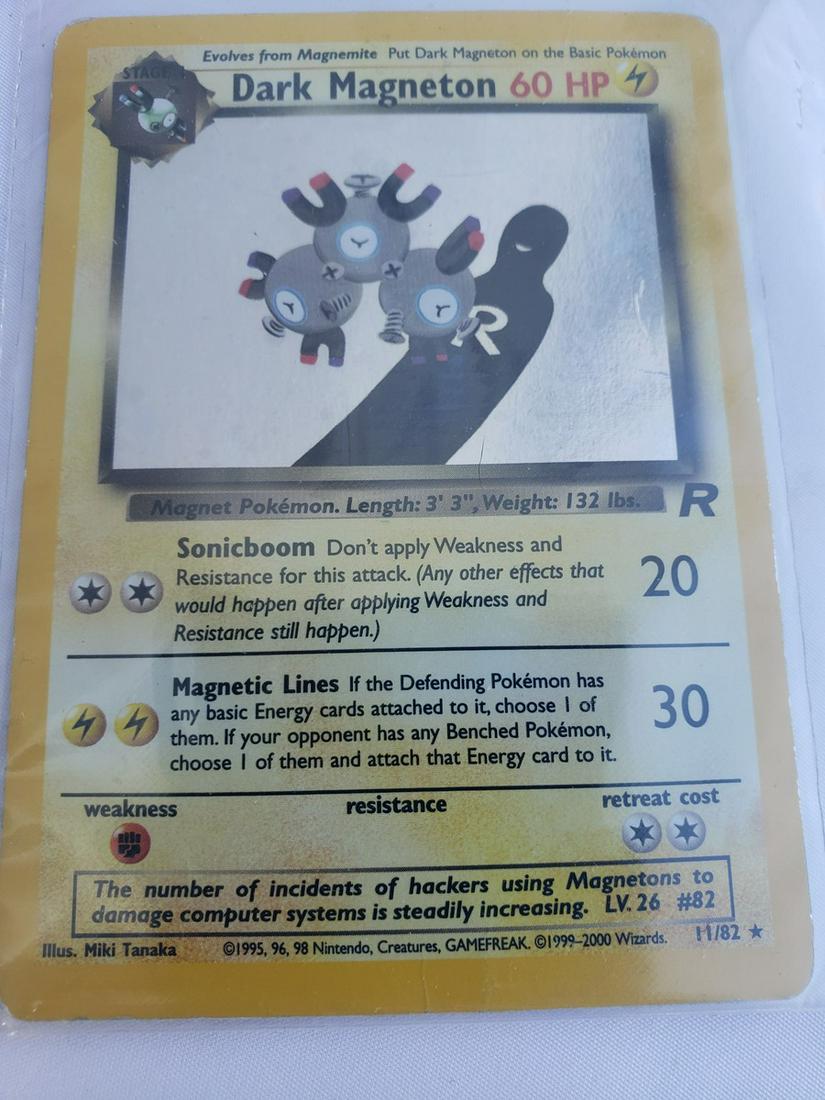 Evolves from Magnemite Put Dark Magneton on the Basic Pokémon
STAGE
Dark Magneton 60 HP
R
Magnet Pokémon. Length: 3' 3", Weight: 132 lbs. R
Sonicboom Don't apply Weakness and
Resistance for this attack. (Any other effects that
would happen after applying Weakness and
Resistance still happen.)
20
Magnetic Lines If the Defending Pokémon has
any basic Energy cards attached to it, choose 1 of
them. If your opponent has any Benched Pokémon,
choose 1 of them and attach that Energy card to it.
30
weakness resistance retreat cost
The number of incidents of hackers using Magnetons to
damage computer systems is steadily increasing. LV. 26 #82
Illus. Miki Tanaka ©1995, 96, 98 Nintendo, Creatures, GAMEFREAK. ©1999–2000 Wizards. 11/82 ★